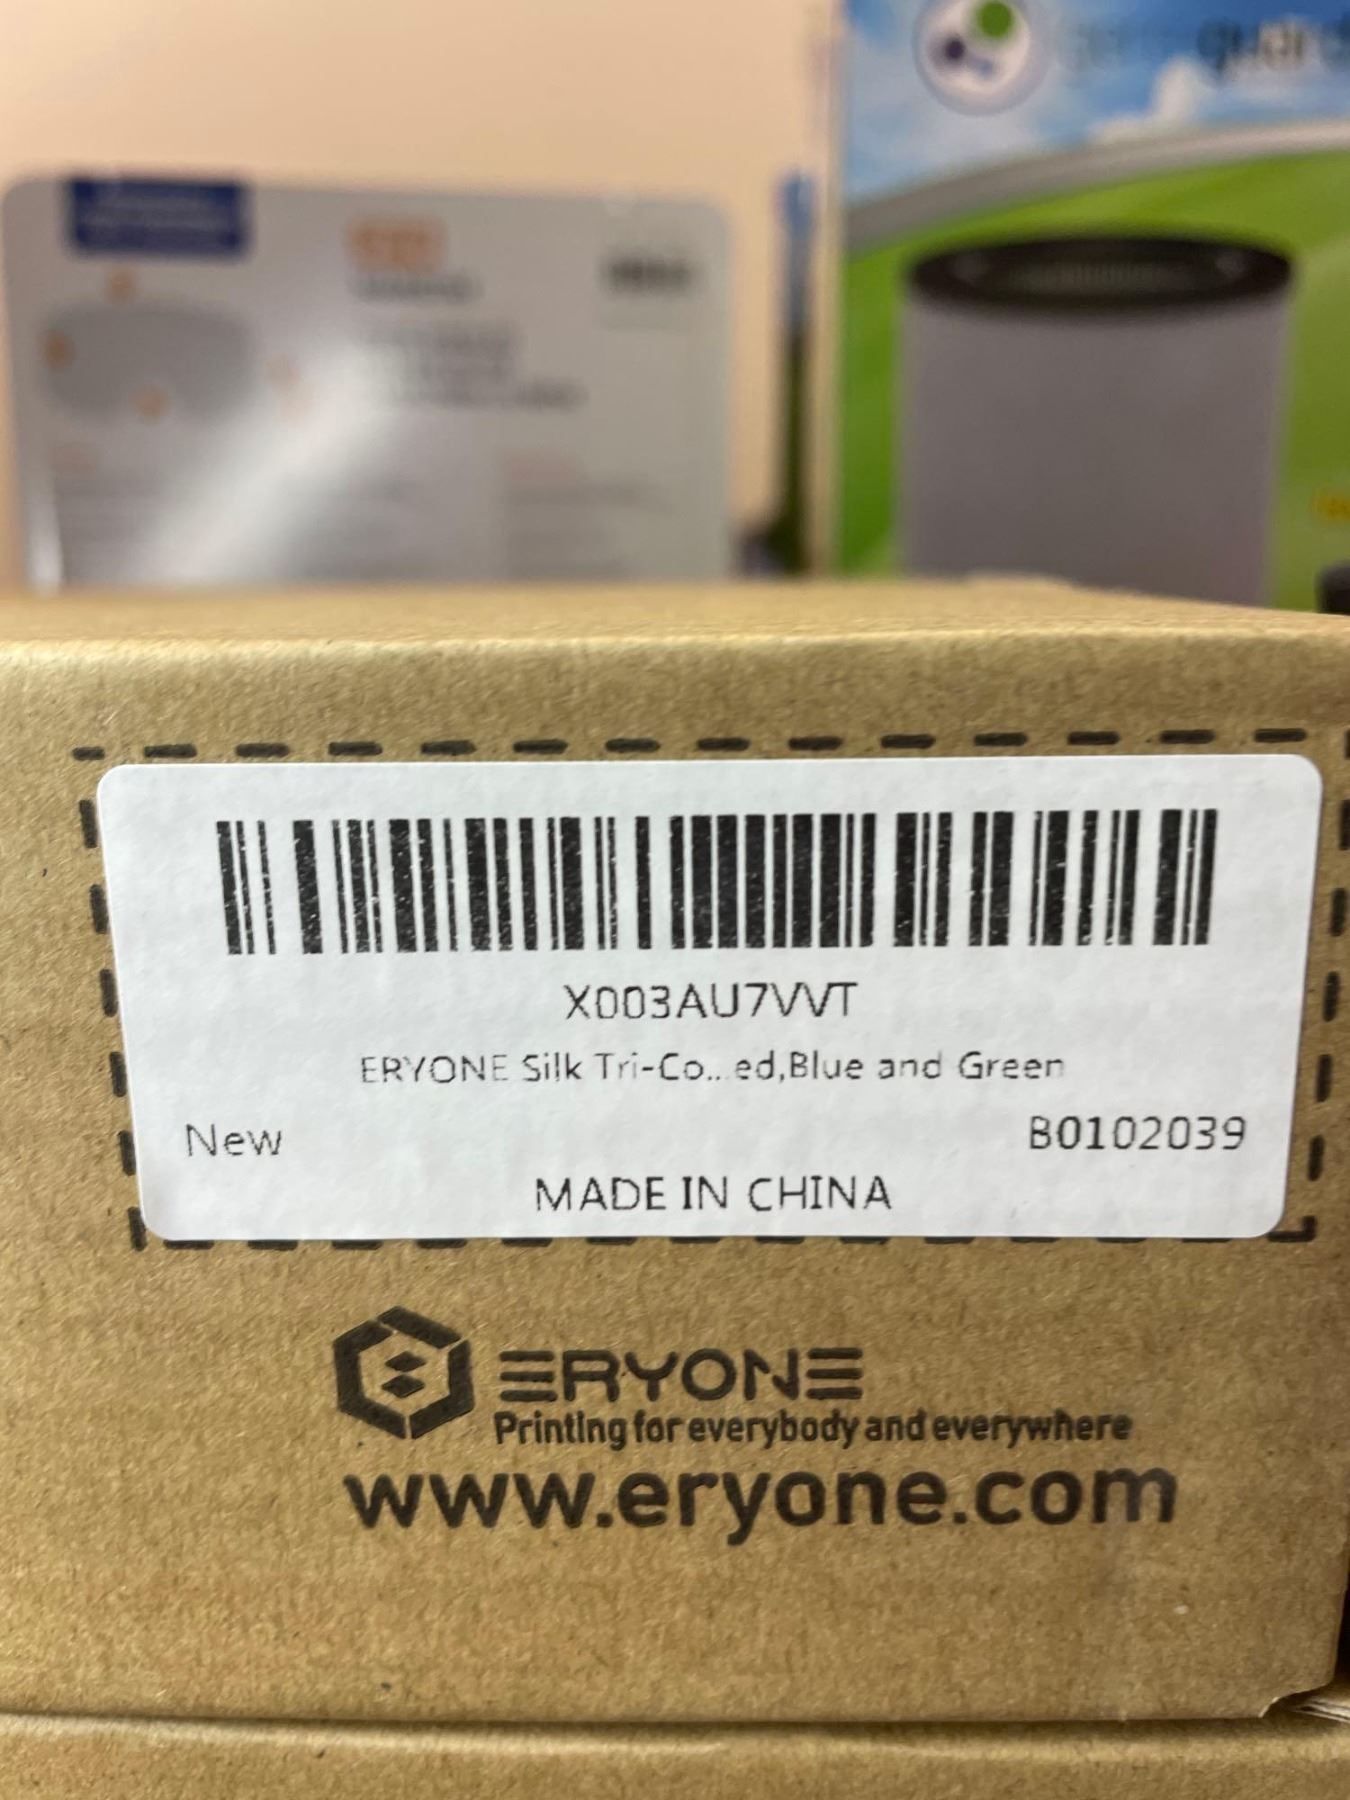 X003AU7VVT
ERYONE Silk Tri-Co... ed,Blue and Green
New
B0102039
MADE IN CHINA
ERYONE
Printing for everybody and everywhere
www.eryone.com